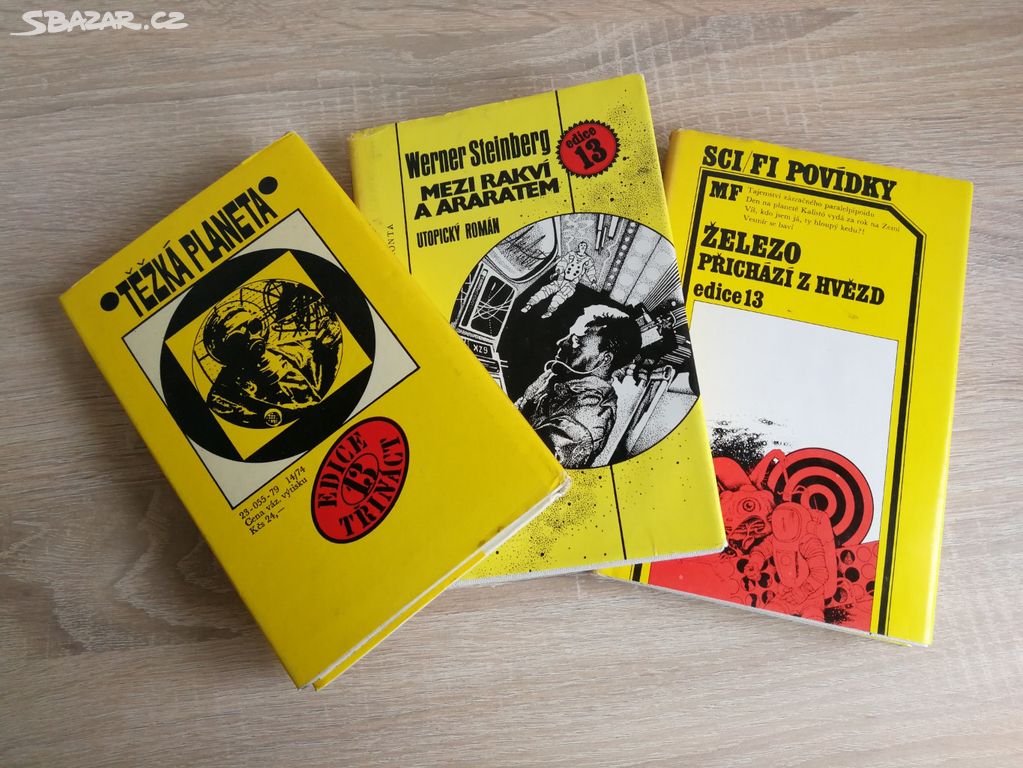 SBAZAR.CZ
TĚŽKÁ PLANETA
23-055-79 14/74
Cena váz. výtisku
Kčs 24,—
EDICE
13
TŘINÁCT
Werner Steinberg
MEZI RAKVÍ
A ARARATEM
UTOPICKÝ ROMÁN
edice
13
SCI/FI POVÍDKY
MF
Tajemství zázračného paralelpipoidu
Den na planetě Kalistó vydá za rok na Zemi
Víš, kdo jsem já, ty hloupý kedu?!
Vesmír se baví
ŽELEZO
PŘICHÁZÍ Z HVĚZD
edice 13